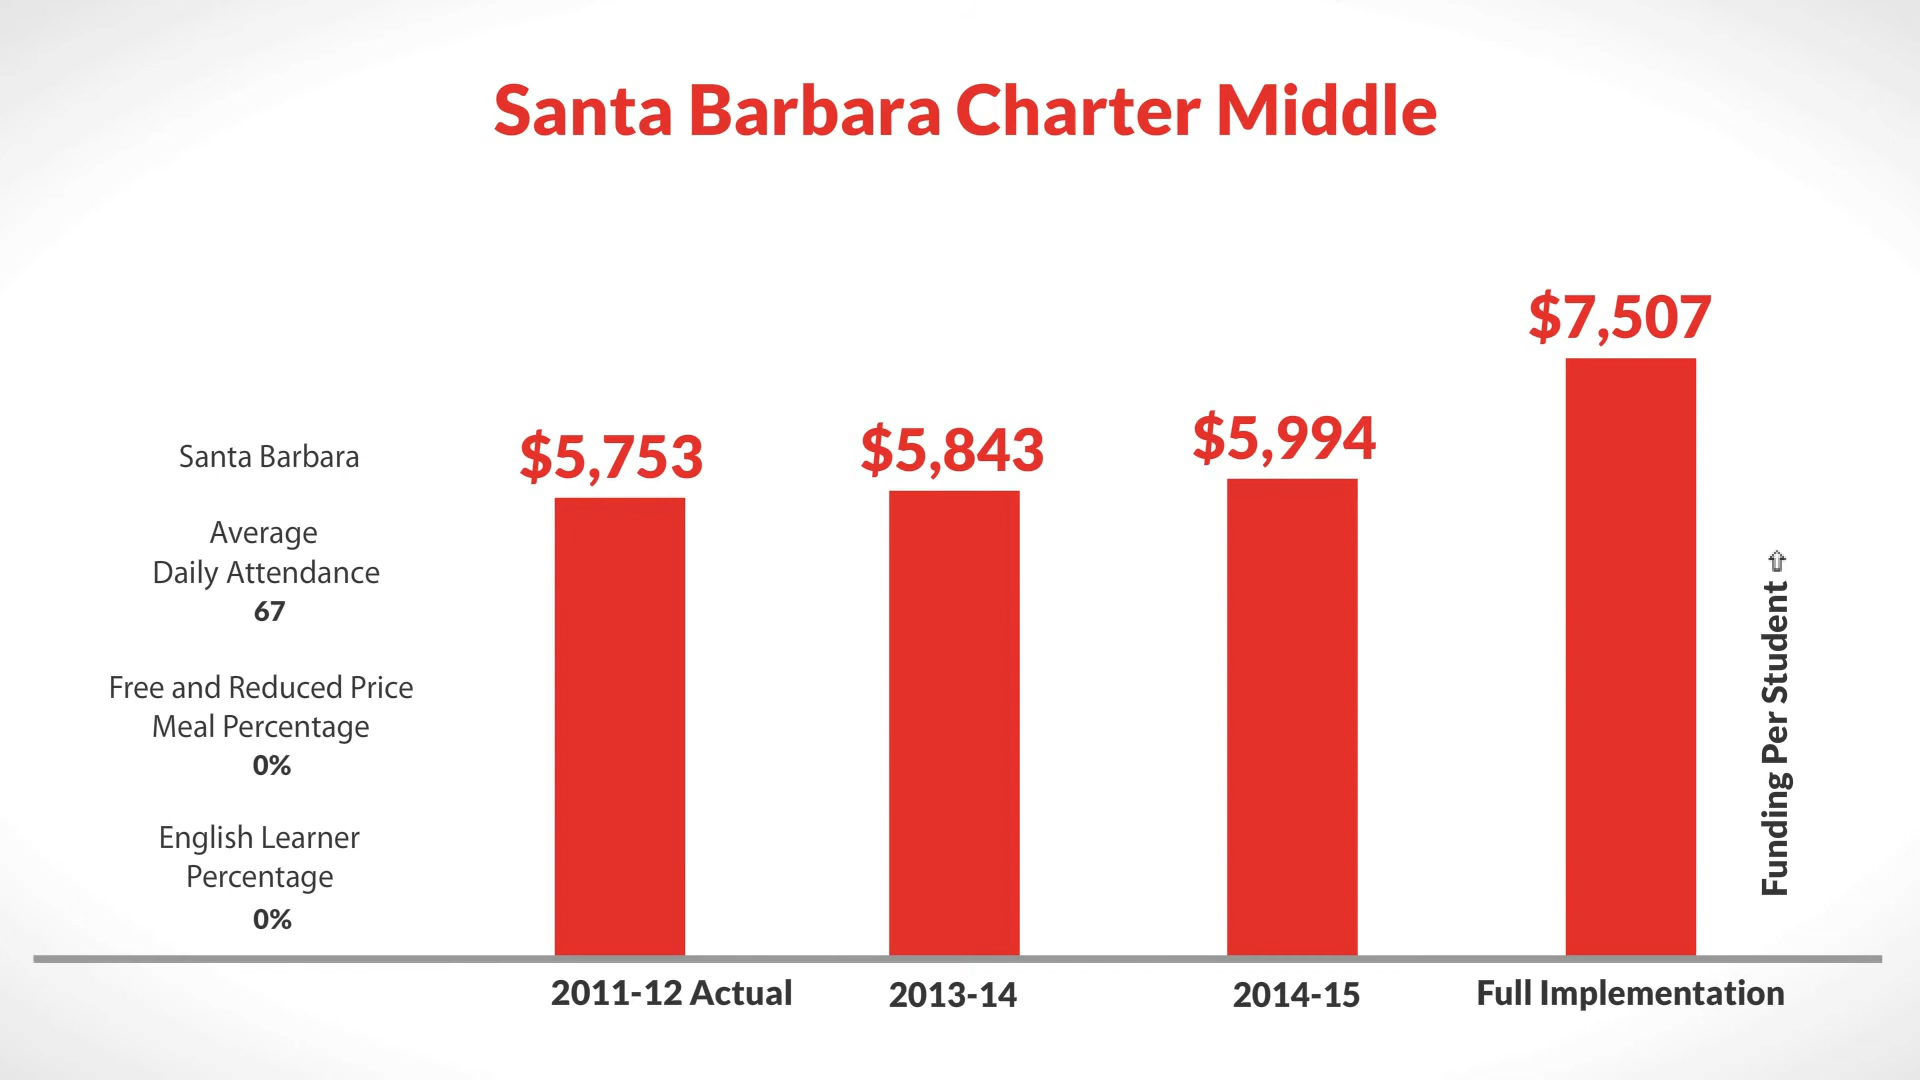 Santa Barbara Charter Middle
Santa Barbara
Average
Daily Attendance
67
Free and Reduced Price
Meal Percentage
0%
English Learner
Percentage
0%
$5,753
$5,843
$5,994
$7,507
2011-12 Actual
2013-14
2014-15
Full Implementation
Funding Per Student ⇧